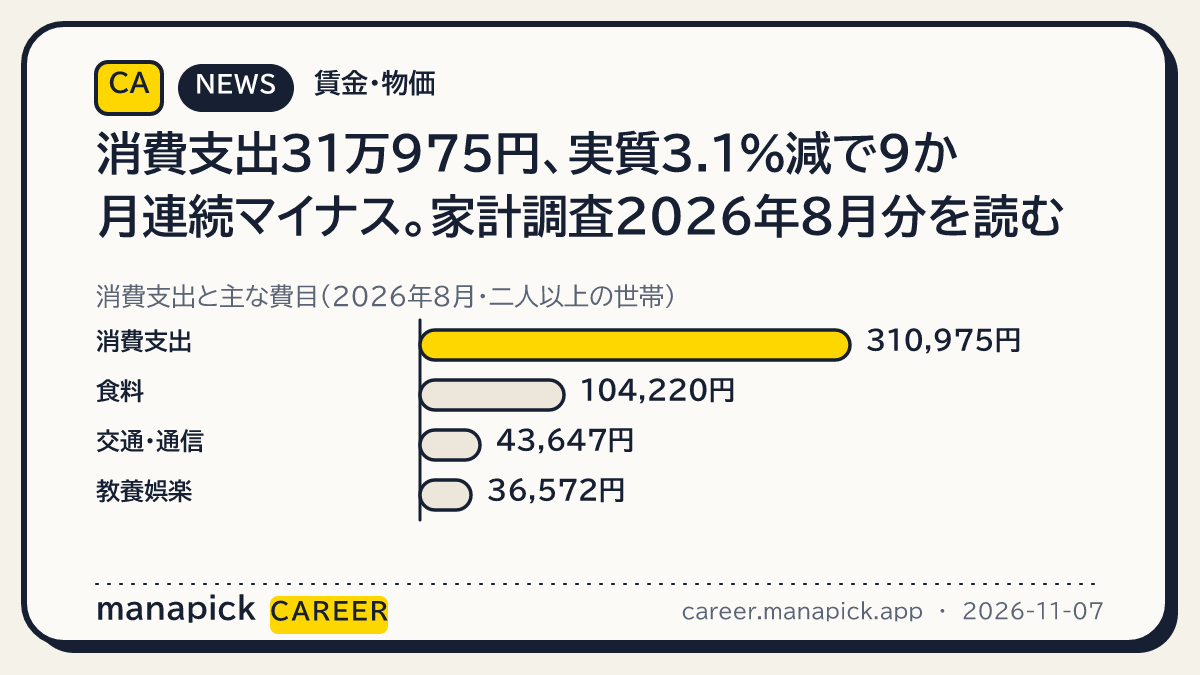 CA NEWS 賃金・物価
消費支出31万975円、実質3.1%減で9か
月連続マイナス。家計調査2026年8月分を読む
消費支出と主な費目(2026年8月・二人以上の世帯)
消費支出 310,975円
食料 104,220円
交通・通信 43,647円
教養娯楽 36,572円
manapick CAREER career.manapick.app ・ 2026-11-07